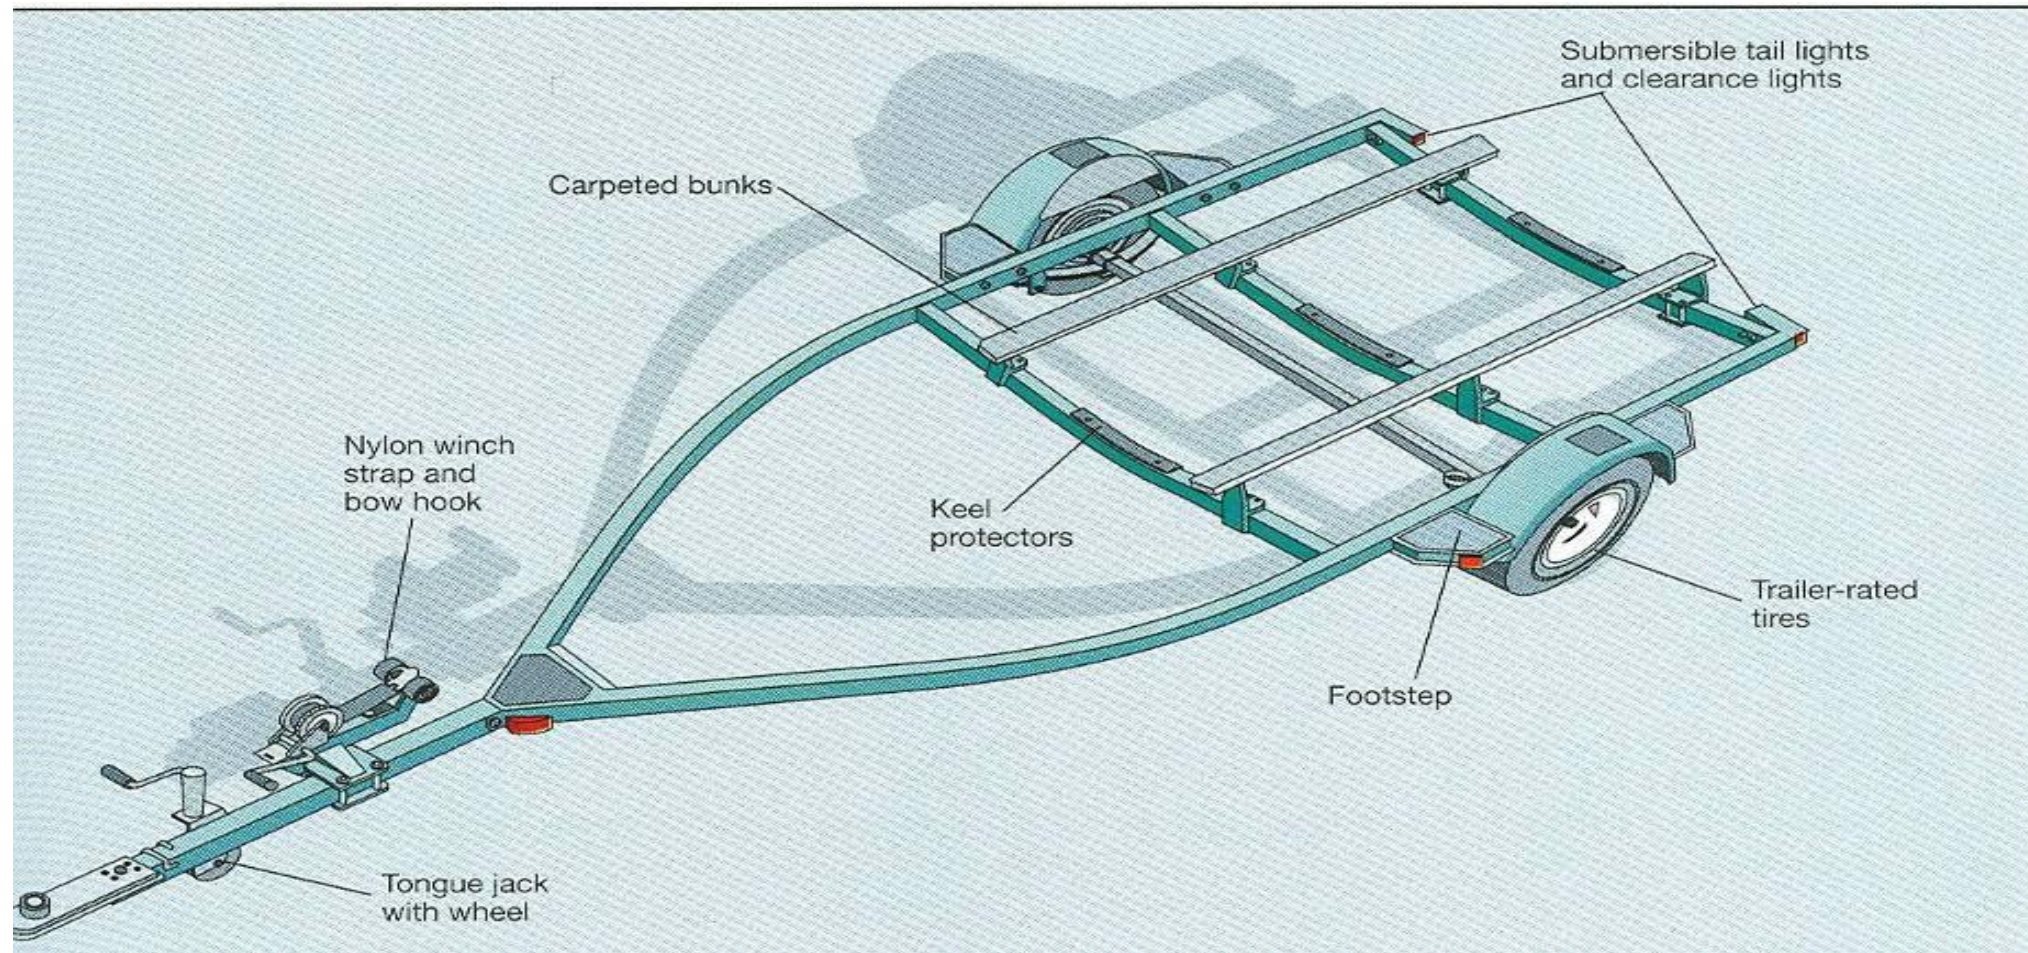 Submersible tail lights
and clearance lights
Carpeted bunks
Nylon winch
strap and
bow hook
Keel
protectors
Trailer-rated
tires
Footstep
Tongue jack
with wheel